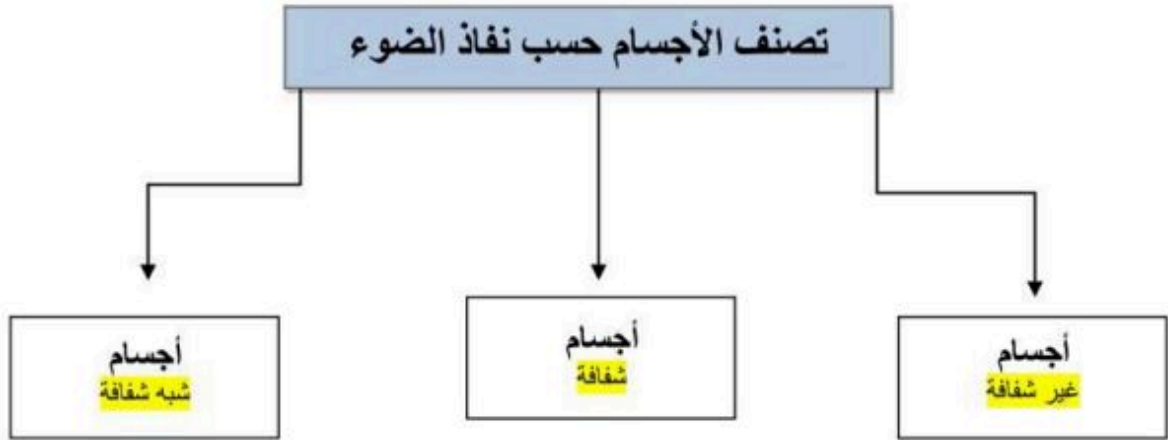 تصنف الأجسام حسب نفاذ الضوء
أجسام
غير شفافة
أجسام
شفافة
أجسام
شبه شفافة